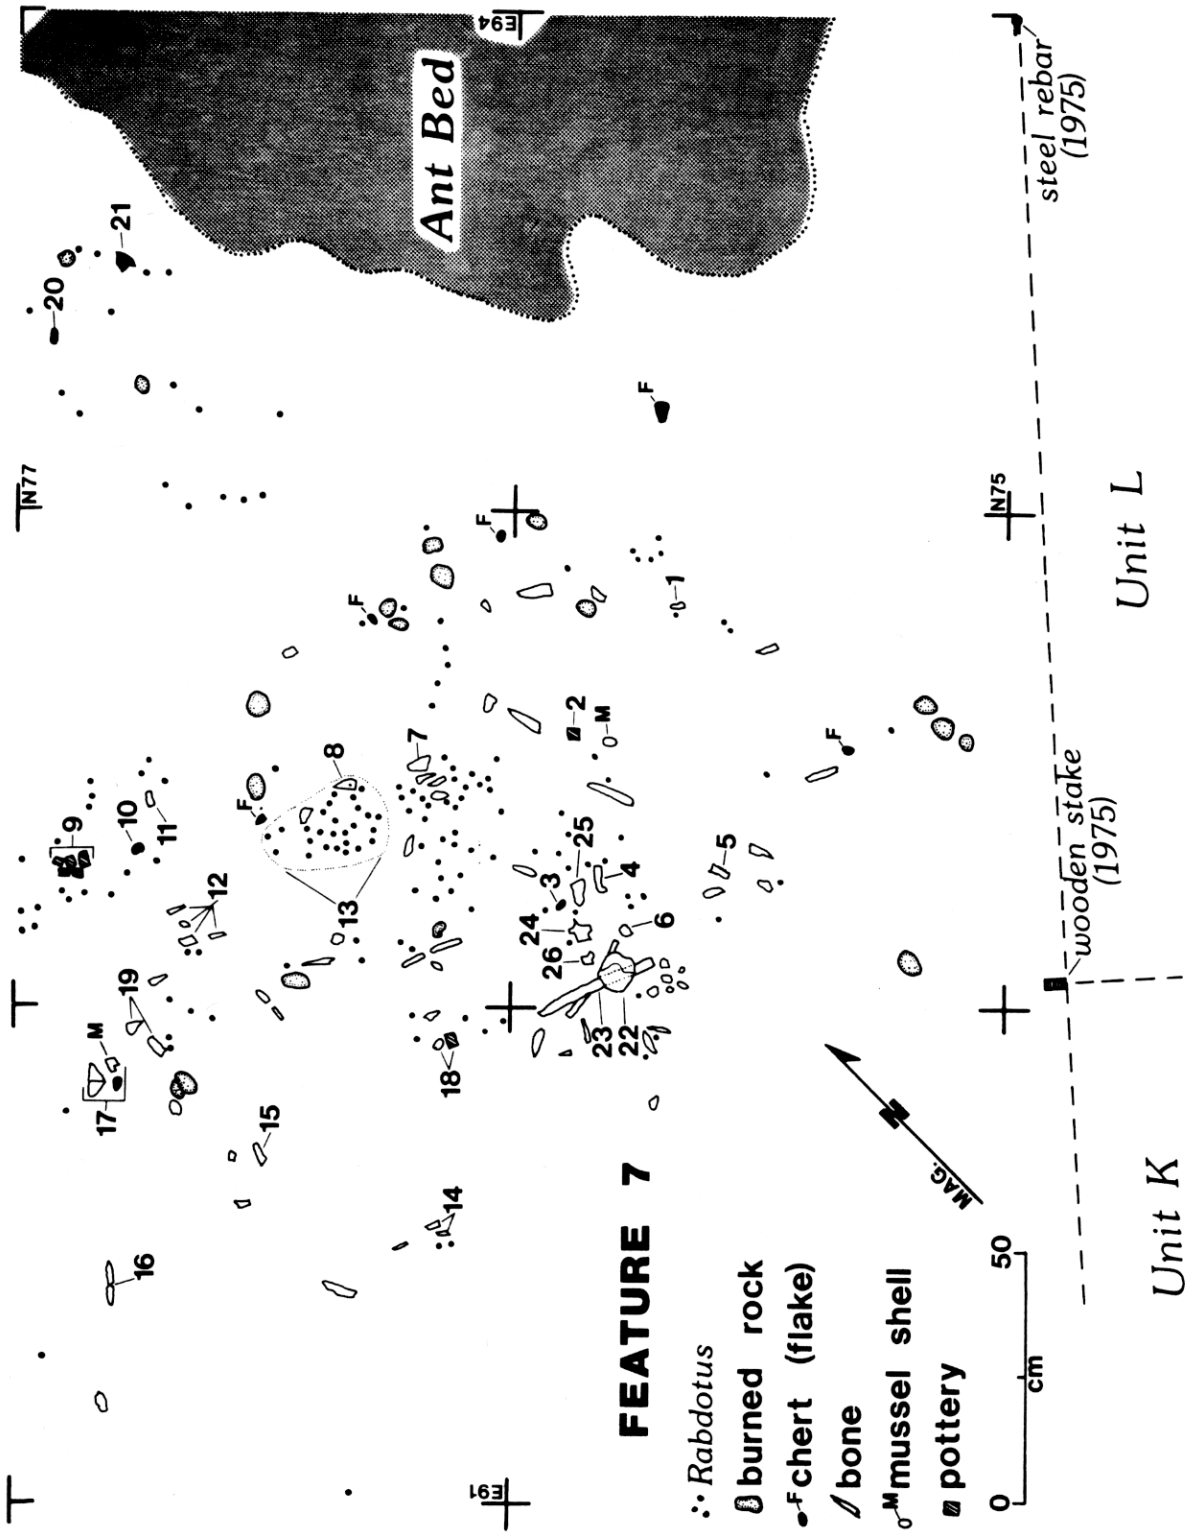 N77
E94
Ant Bed
20
21
F
N75
steel rebar
(1975)
Unit L
F
F
F
1
2
M
7
8
F
9
10
11
12
13
3
25
4
24
26
6
5
F
wooden stake
(1975)
19
M
17
18
23
22
15
14
16
E91
MAG.
N
Unit K
FEATURE 7
Rabdotus
burned rock
F chert (flake)
bone
M mussel shell
pottery
0
50
cm